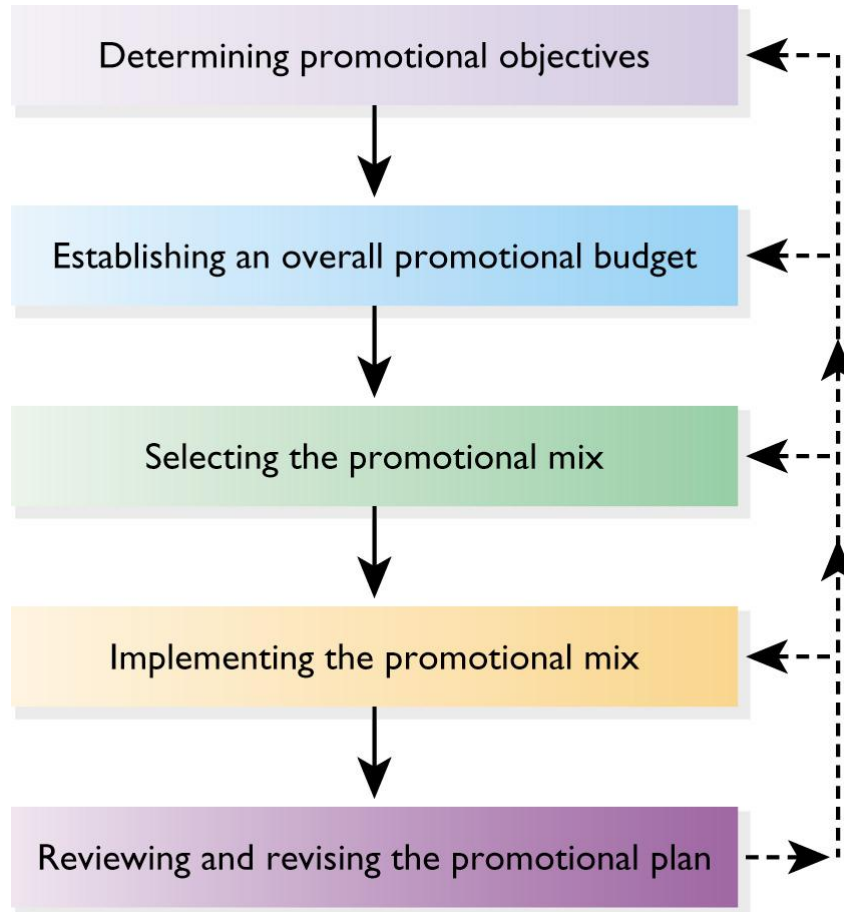 Determining promotional objectives
Establishing an overall promotional budget
Selecting the promotional mix
Implementing the promotional mix
Reviewing and revising the promotional plan